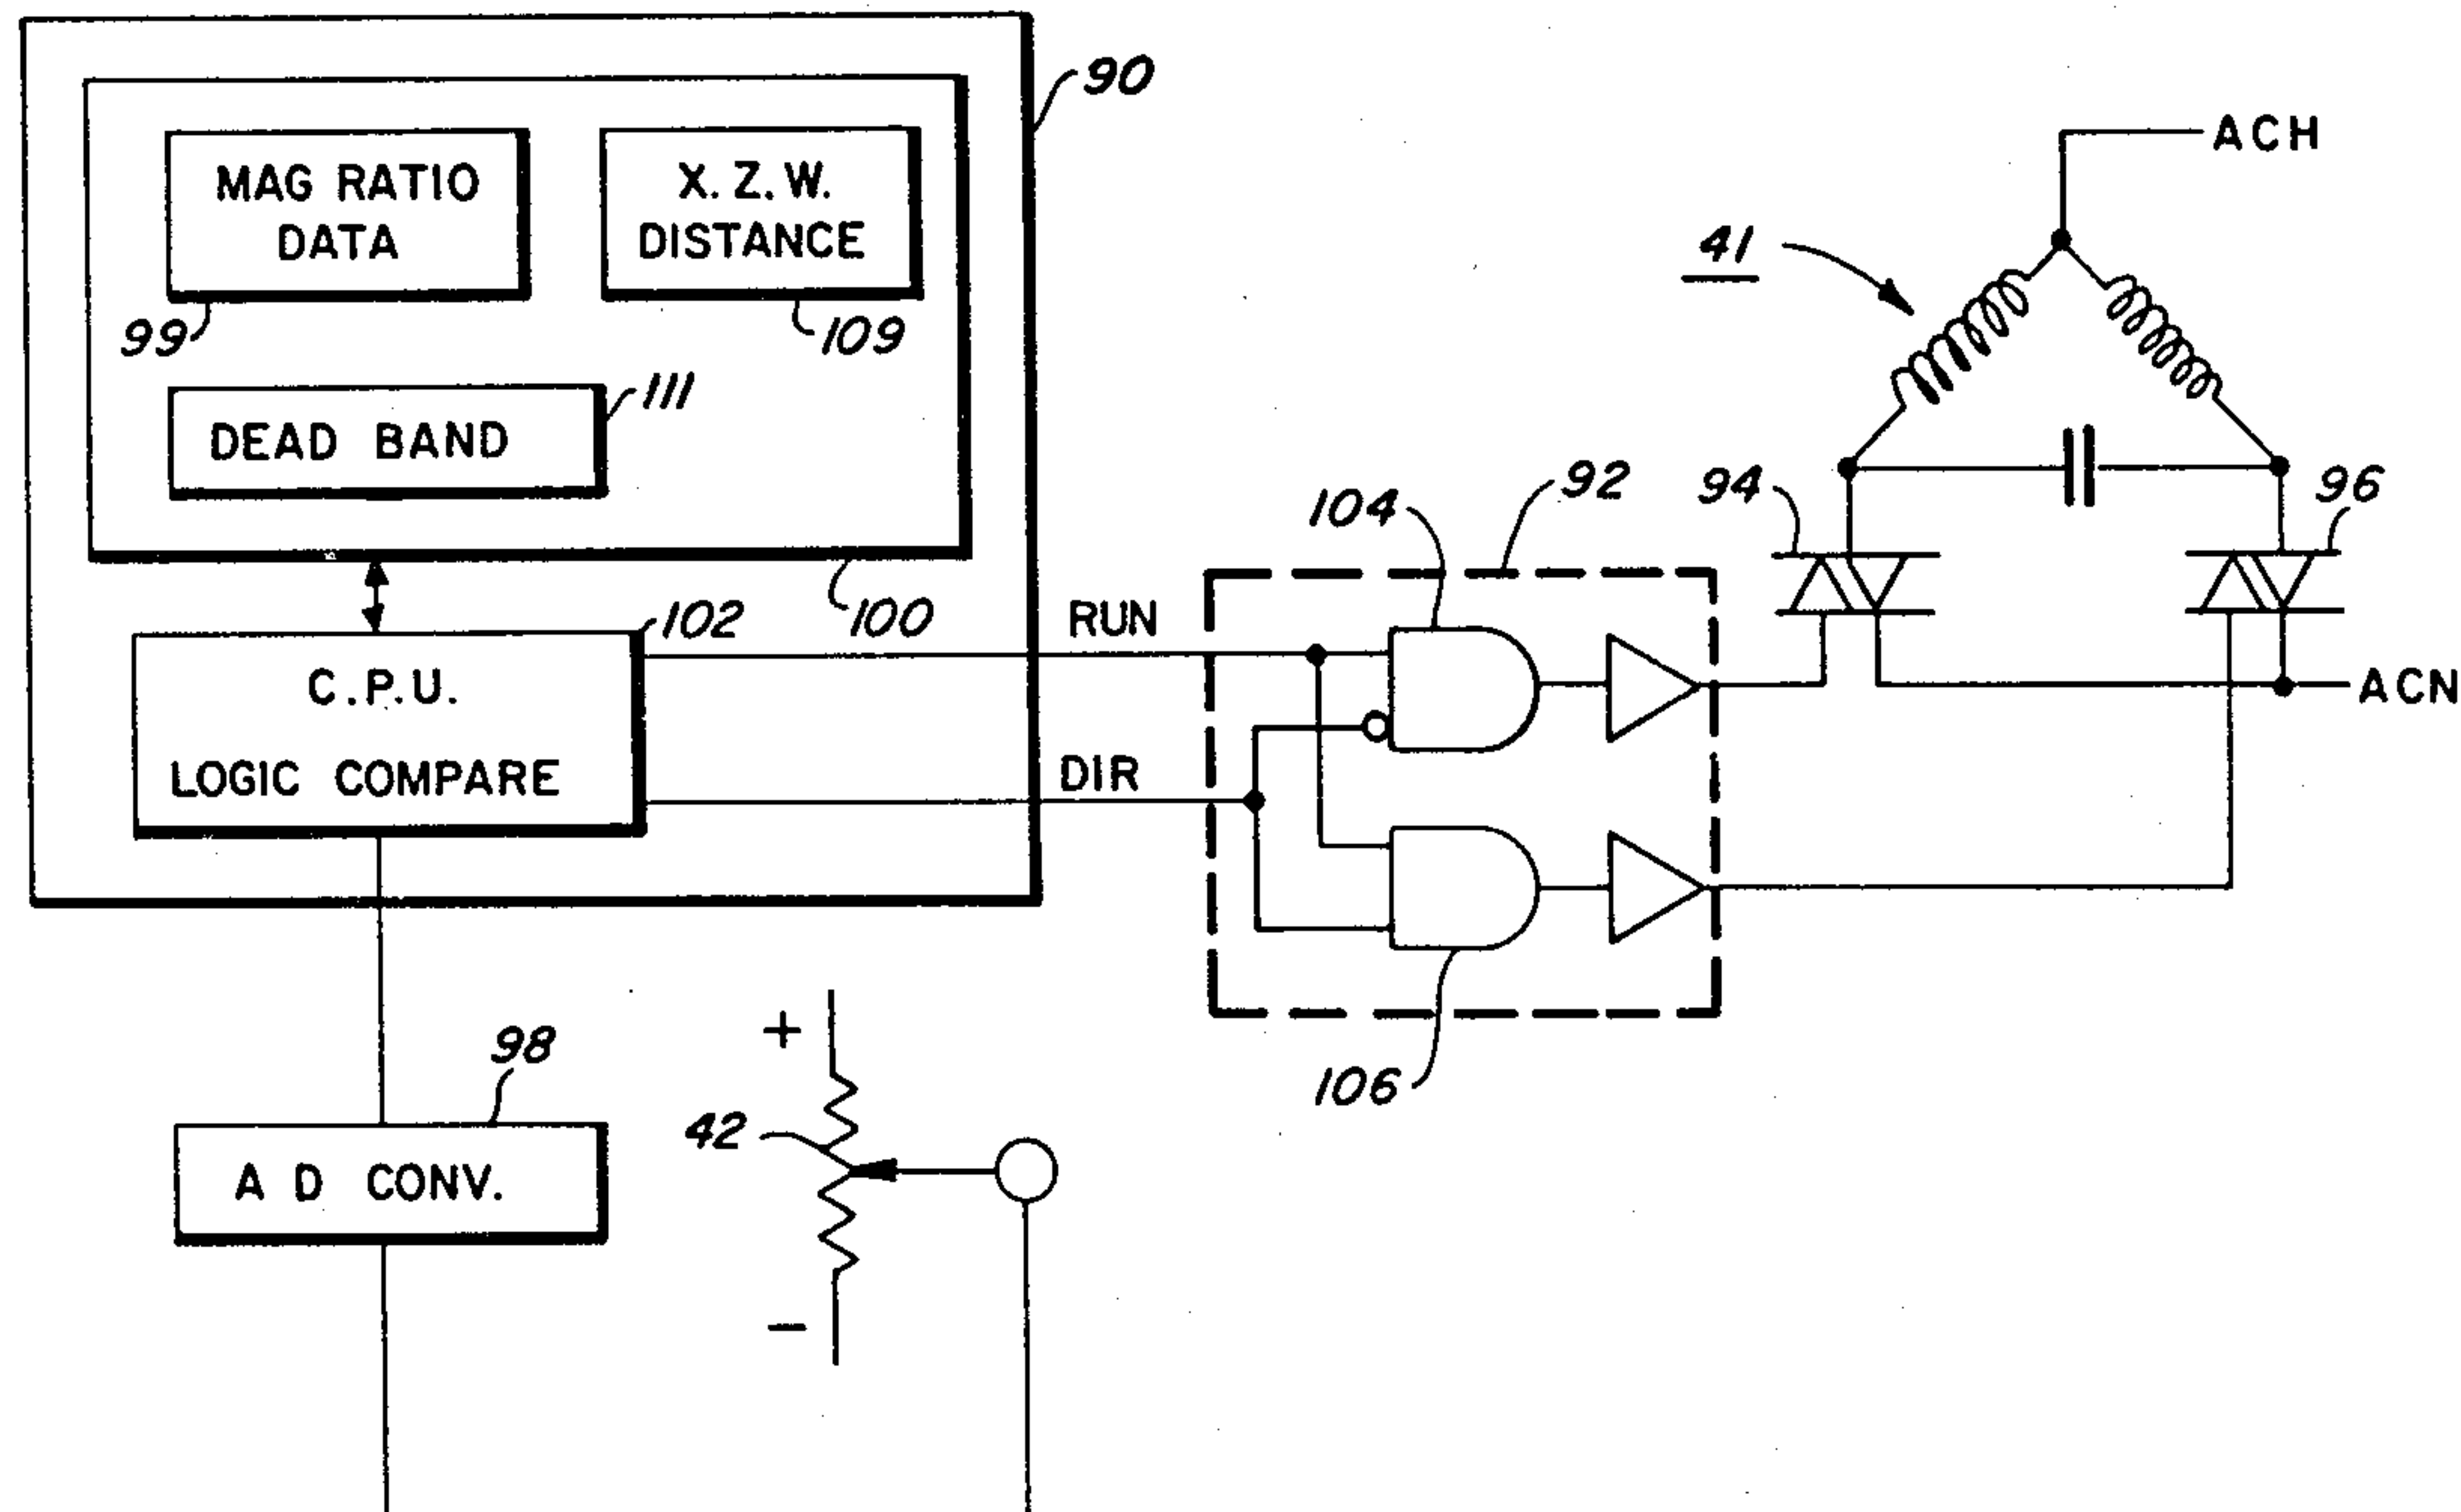 90
ACH
MAG RATIO
DATA
X. Z. W.
DISTANCE
41
99
109
111
DEAD BAND
92
94
96
104
102
100
RUN
C.P.U.
ACN
LOGIC COMPARE
DIR
+
98
106
42
A D CONV.
−